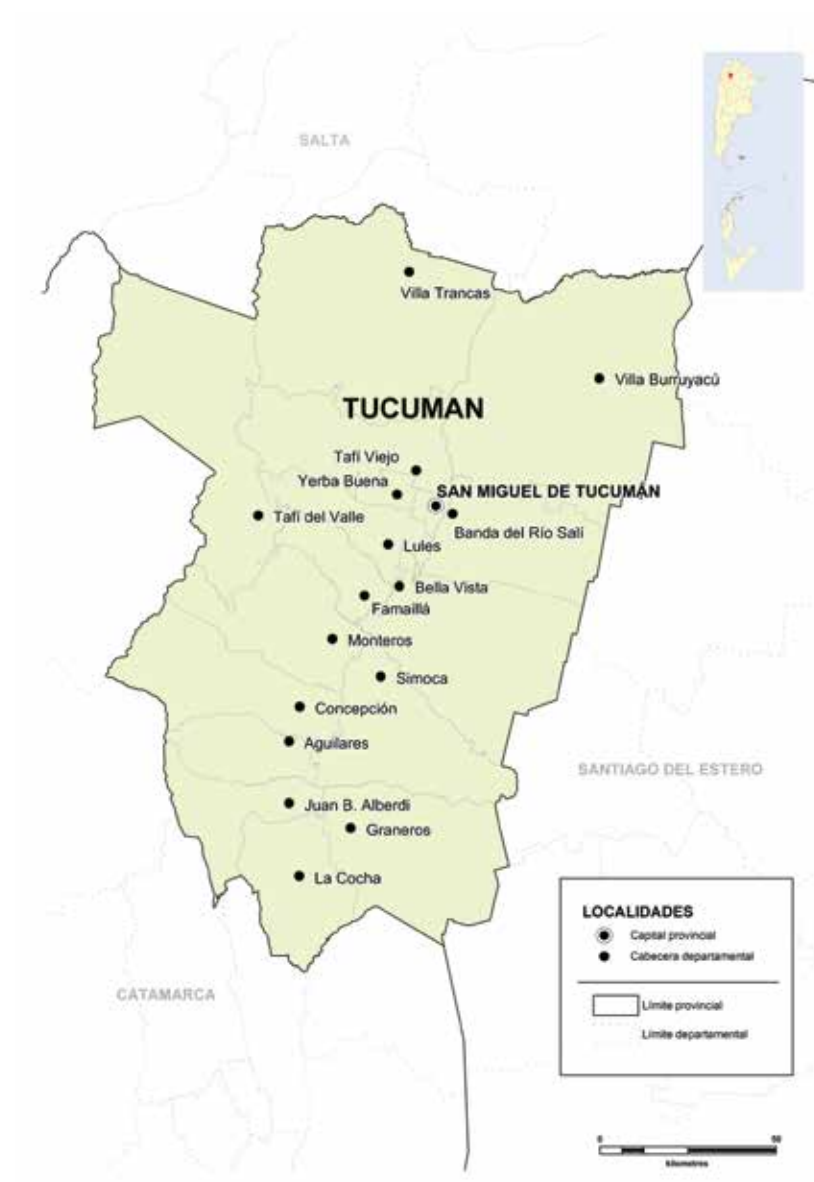 SALTA
Villa Trancas
Villa Burruyacú
TUCUMAN
Tafí Viejo
Yerba Buena
SAN MIGUEL DE TUCUMÁN
Tafí del Valle
Banda del Río Salí
Lules
Bella Vista
Famaillá
Monteros
Simoca
Concepción
Aguilares
SANTIAGO DEL ESTERO
Juan B. Alberdi
Graneros
La Cocha
CATAMARCA
LOCALIDADES
Capital provincial
Cabecera departamental
Límite provincial
Límite departamental
0 50
kilometros